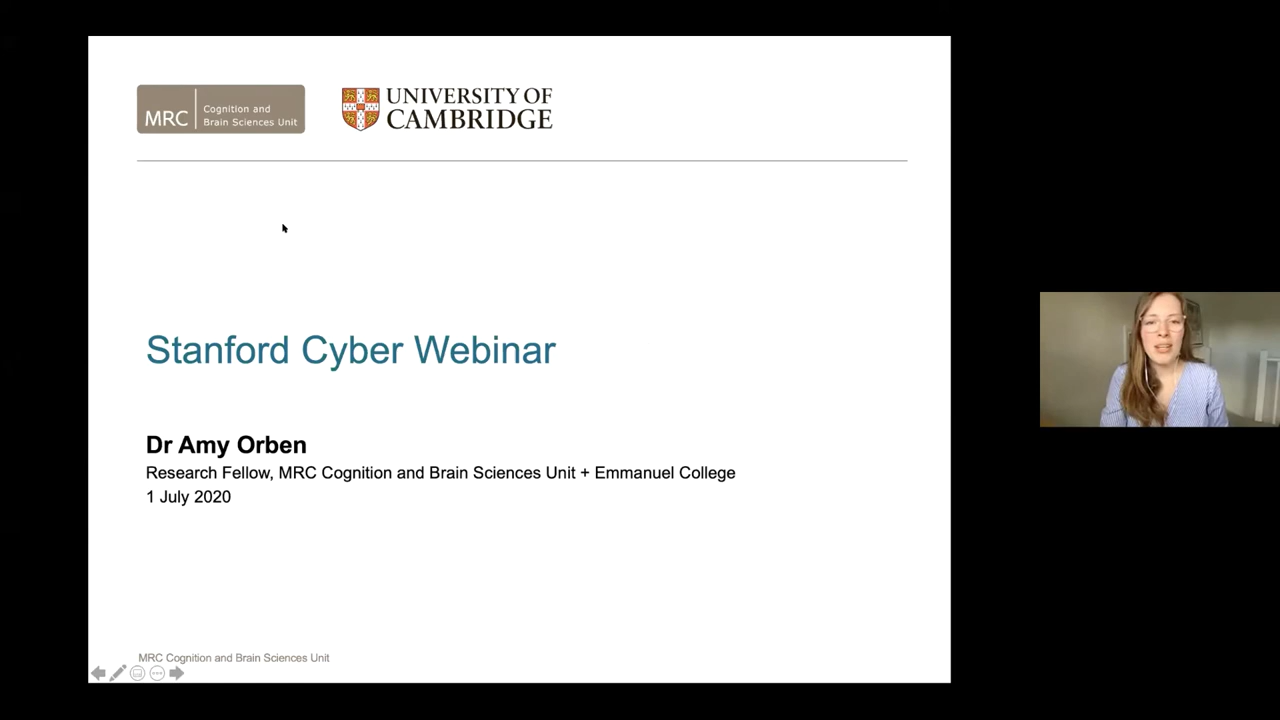 MRC
Cognition and
Brain Sciences Unit
UNIVERSITY OF
CAMBRIDGE
Stanford Cyber Webinar
Dr Amy Orben
Research Fellow, MRC Cognition and Brain Sciences Unit + Emmanuel College
1 July 2020
MRC Cognition and Brain Sciences Unit